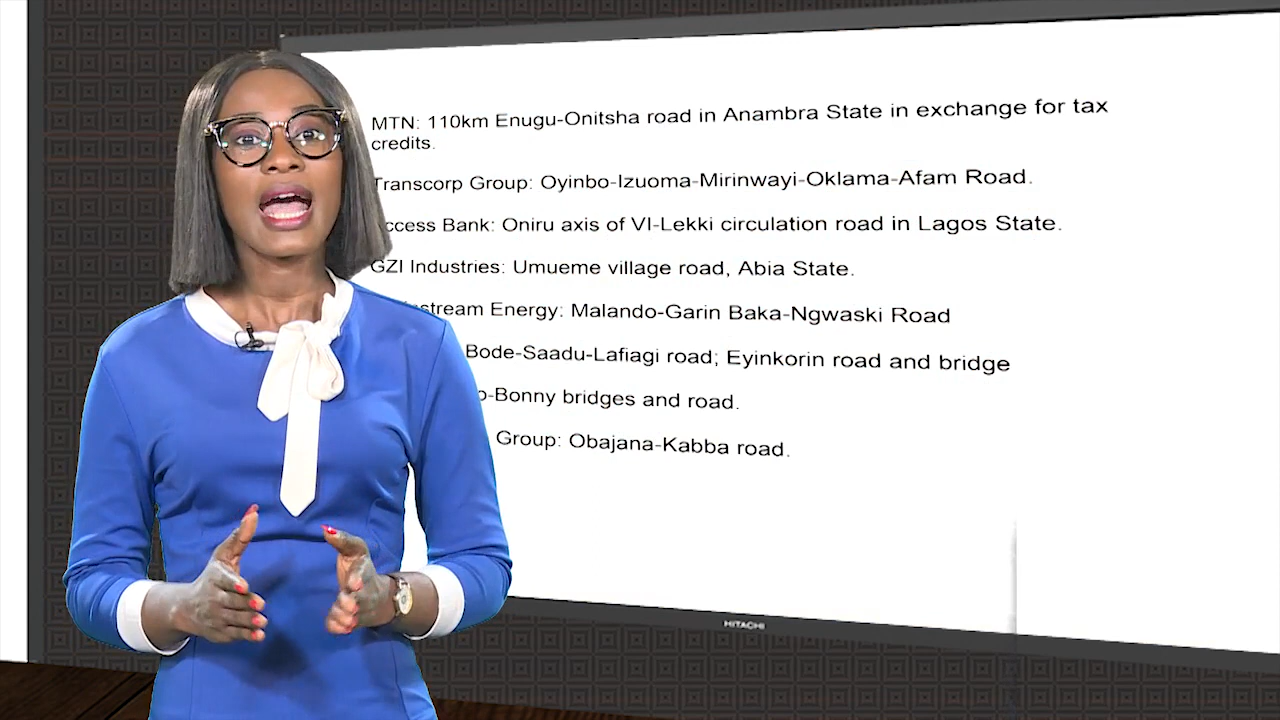 MTN: 110km Enugu-Onitsha road in Anambra State in exchange for tax
credits.
Transcorp Group: Oyinbo-Izuoma-Mirinwayi-Oklama-Afam Road.
ccess Bank: Oniru axis of VI-Lekki circulation road in Lagos State.
GZI Industries: Umueme village road, Abia State.
stream Energy: Malando-Garin Baka-Ngwaski Road
Bode-Saadu-Lafiagi road; Eyinkorin road and bridge
o-Bonny bridges and road.
Group: Obajana-Kabba road.
HITACHI